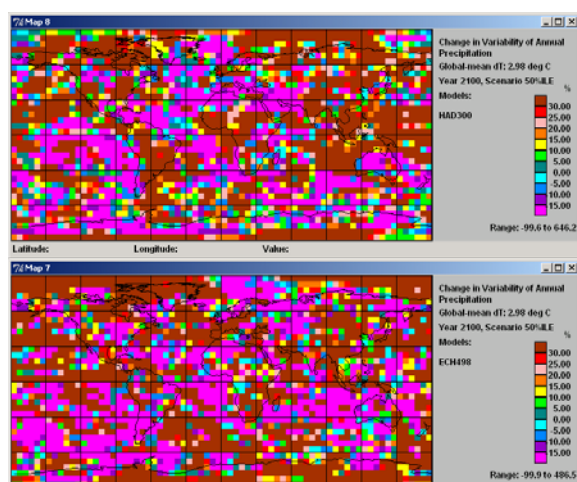 Map 8
Change in Variability of Annual
Precipitation
Global-mean dT: 2.98 deg C
Year 2100, Scenario 50%ILE
%
Models:
30.00
HAD300
25.00
20.00
15.00
10.00
5.00
0.00
-5.00
10.00
15.00
Range: -99.6 to 646.2
Latitude: Longitude: Value:
Map 7
Change in Variability of Annual
Precipitation
Global-mean dT: 2.98 deg C
Year 2100, Scenario 50%ILE
%
Models:
30.00
ECH498
25.00
20.00
15.00
10.00
5.00
0.00
-5.00
10.00
15.00
Range: -99.9 to 486.5